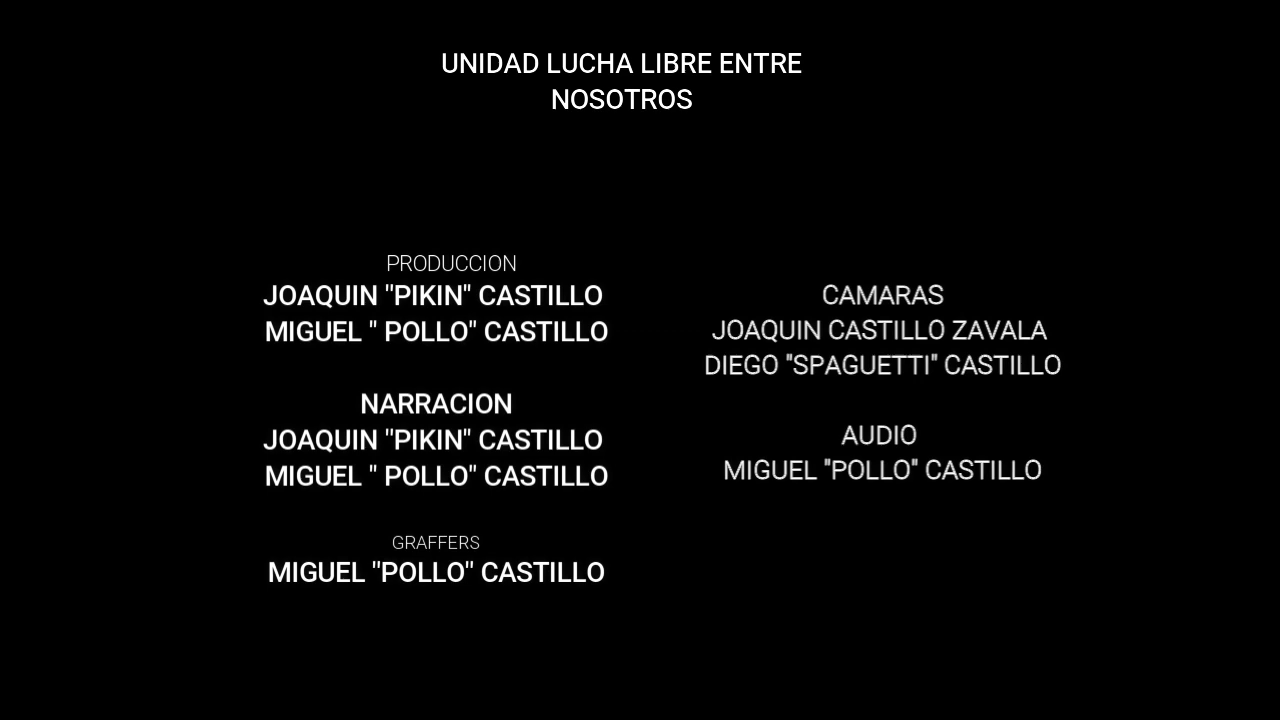 UNIDAD LUCHA LIBRE ENTRE
NOSOTROS
PRODUCCION
JOAQUIN "PIKIN" CASTILLO
MIGUEL " POLLO" CASTILLO
NARRACION
JOAQUIN "PIKIN" CASTILLO
MIGUEL " POLLO" CASTILLO
GRAFFERS
MIGUEL "POLLO" CASTILLO
CAMARAS
JOAQUIN CASTILLO ZAVALA
DIEGO "SPAGUETTI" CASTILLO
AUDIO
MIGUEL "POLLO" CASTILLO